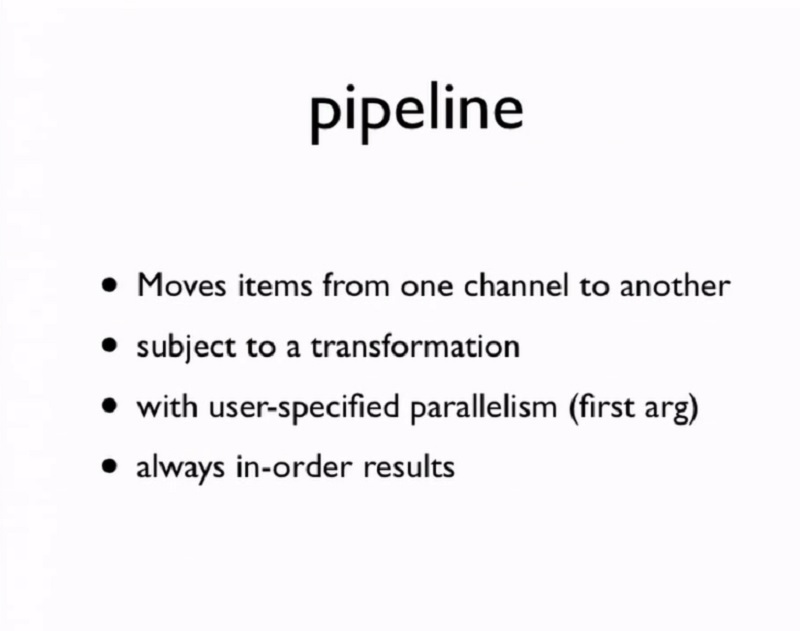 pipeline
• Moves items from one channel to another
• subject to a transformation
• with user-specified parallelism (first arg)
• always in-order results